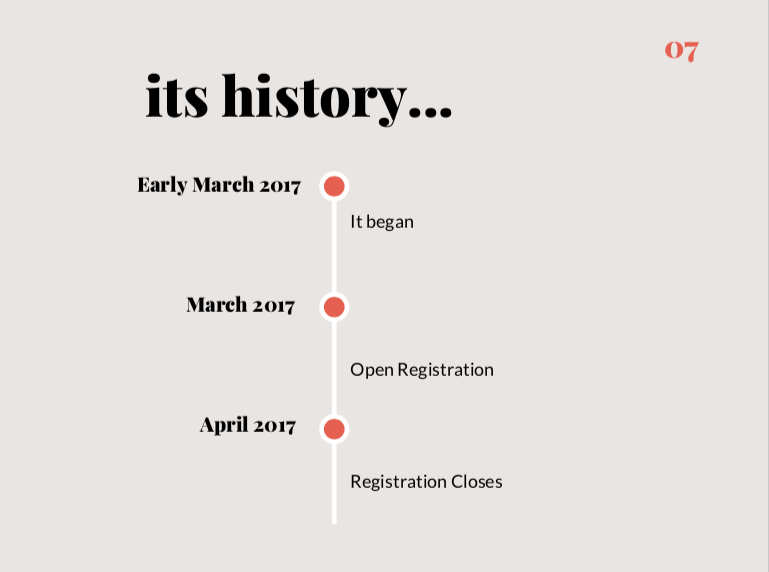 07
its history...
Early March 2017
It began
March 2017
Open Registration
April 2017
Registration Closes